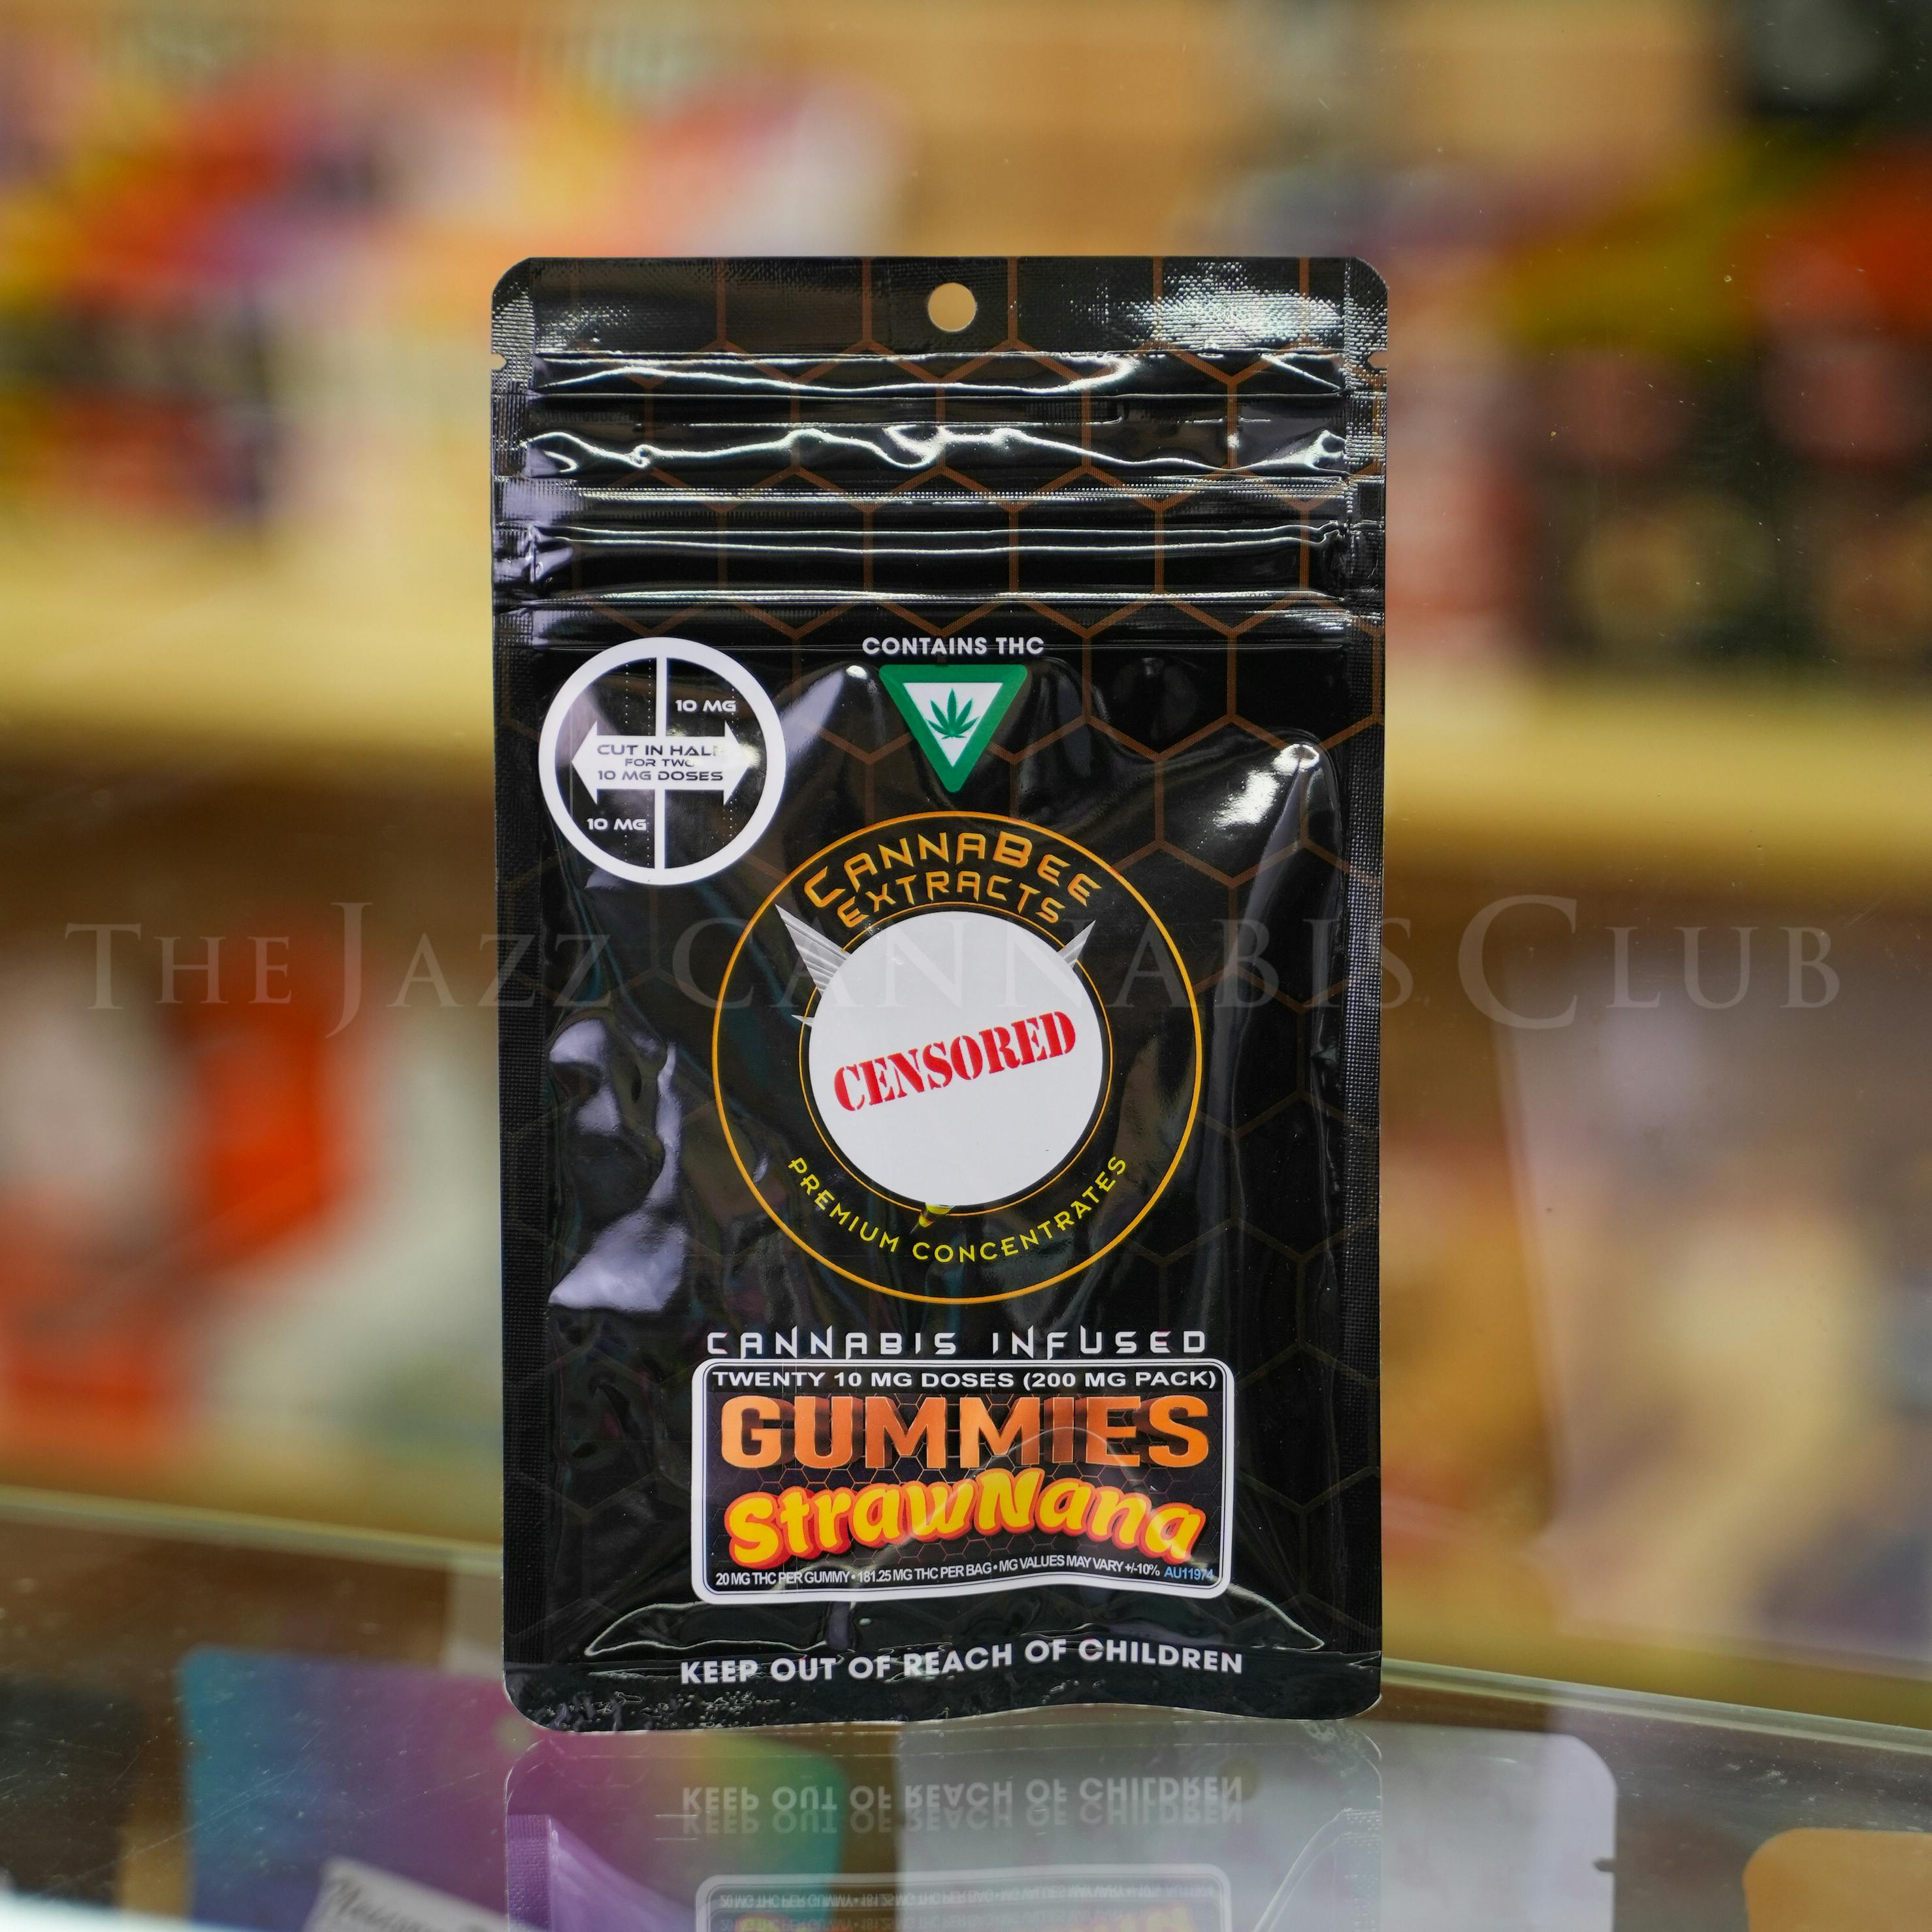 CONTAINS THC
10 MG
CUT IN HALF
FOR TWO
10 MG DOSES
10 MG
CANNABEE
EXTRACTS
THE JAZZ CANNABIS CLUB
CENSORED
PREMIUM CONCENTRATES
CANNABIS INFUSED
TWENTY 10 MG DOSES (200 MG PACK)
GUMMIES
StrawNana
20 MG THC PER GUMMY • 181.25 MG THC PER BAG • MG VALUES MAY VARY +/-10% AU11974
KEEP OUT OF REACH OF CHILDREN